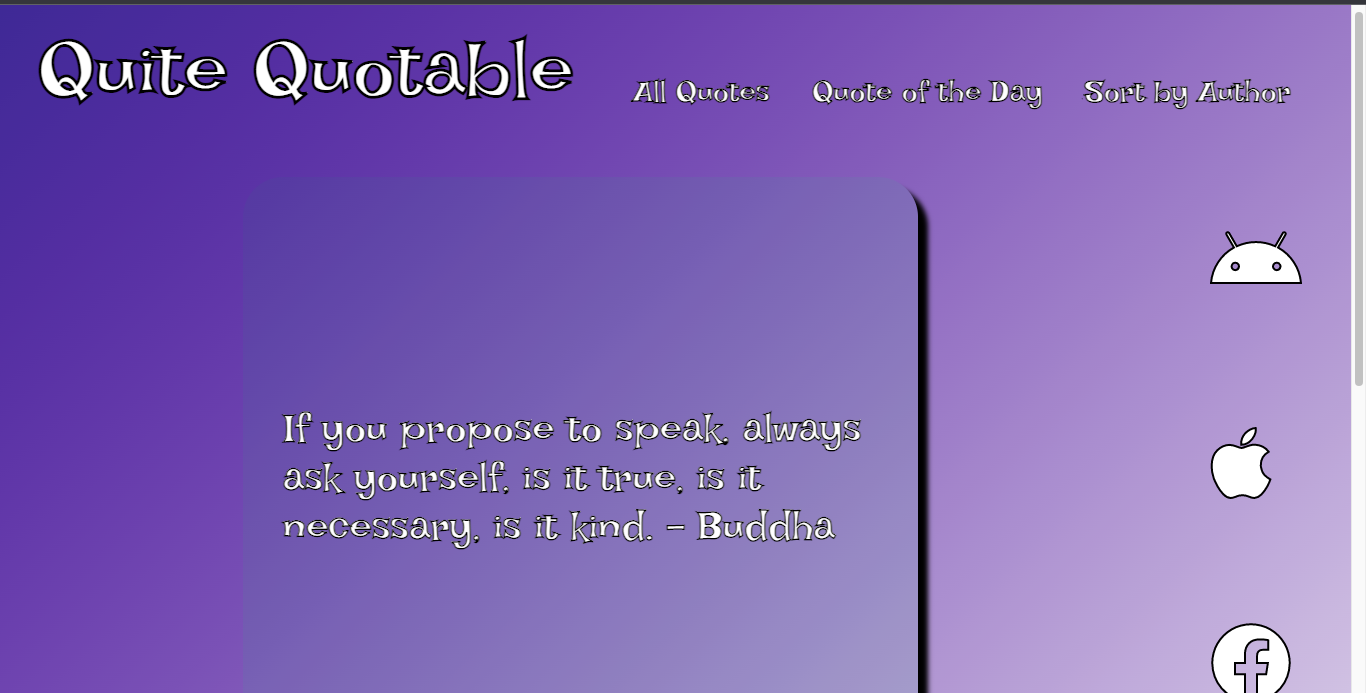 Quite Quotable
All Quotes
Quote of the Day
Sort by Author
If you propose to speak, always
ask yourself, is it true, is it
necessary, is it kind. – Buddha